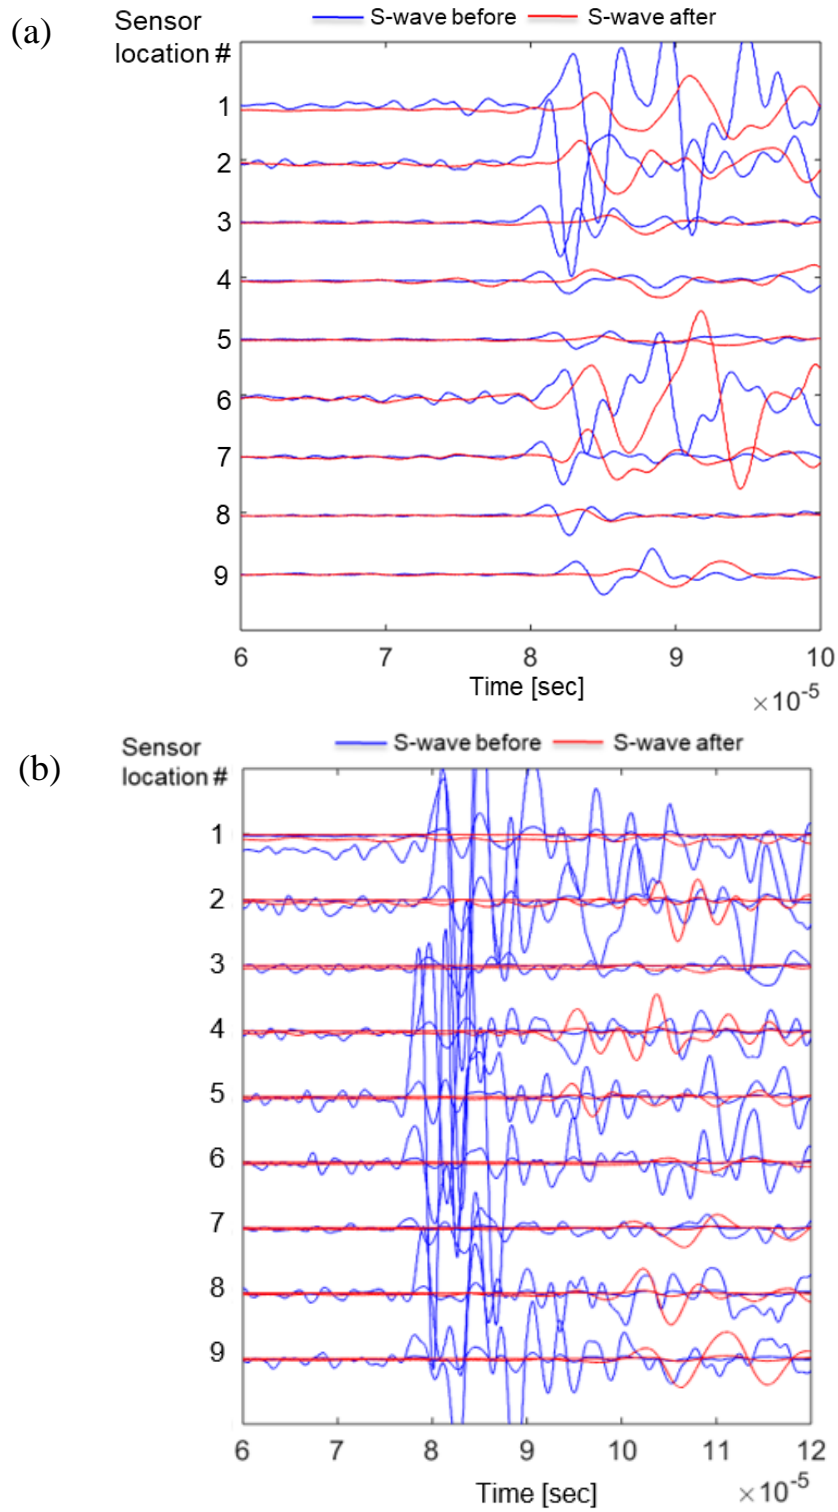 (a)
Sensor
location #
S-wave before
S-wave after
1
2
3
4
5
6
7
8
9
6 7 8 9 10
Time [sec]
×10-5
(b)
Sensor
location #
S-wave before
S-wave after
1
2
3
4
5
6
7
8
9
6 7 8 9 10 11 12
Time [sec]
×10-5